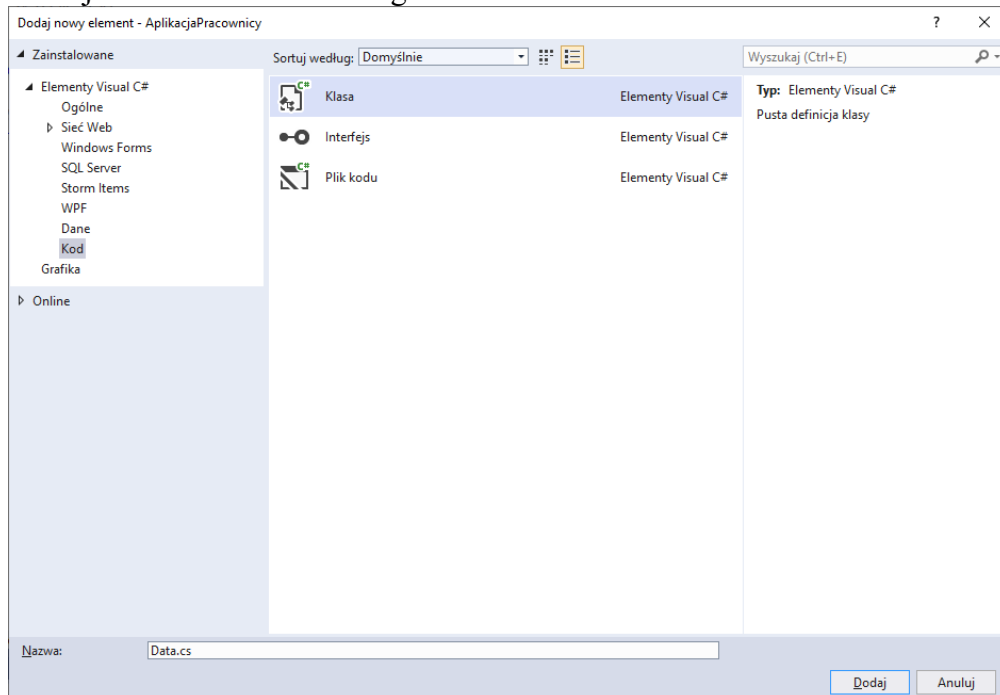 Dodaj nowy element - AplikacjaPracownicy ?
Zainstalowane
Elementy Visual C#
Ogólne
Sieć Web
Windows Forms
SQL Server
Storm Items
WPF
Dane
Kod
Grafika
Online
Sortuj według: Domyślnie
C# Klasa Elementy Visual C#
Interfejs Elementy Visual C#
C# Plik kodu Elementy Visual C#
Wyszukaj (Ctrl+E)
Typ: Elementy Visual C#
Pusta definicja klasy
Nazwa: Data.cs
Dodaj Anuluj